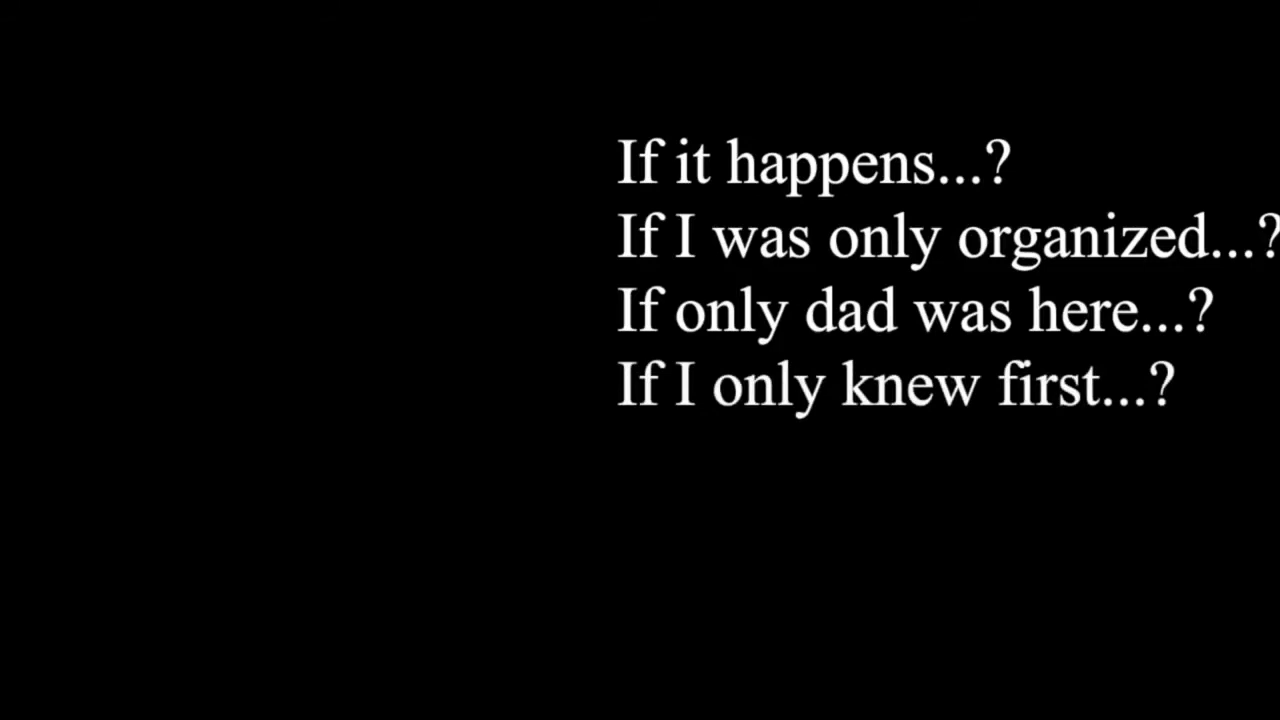 If it happens...?
If I was only organized...?
If only dad was here...?
If I only knew first...?